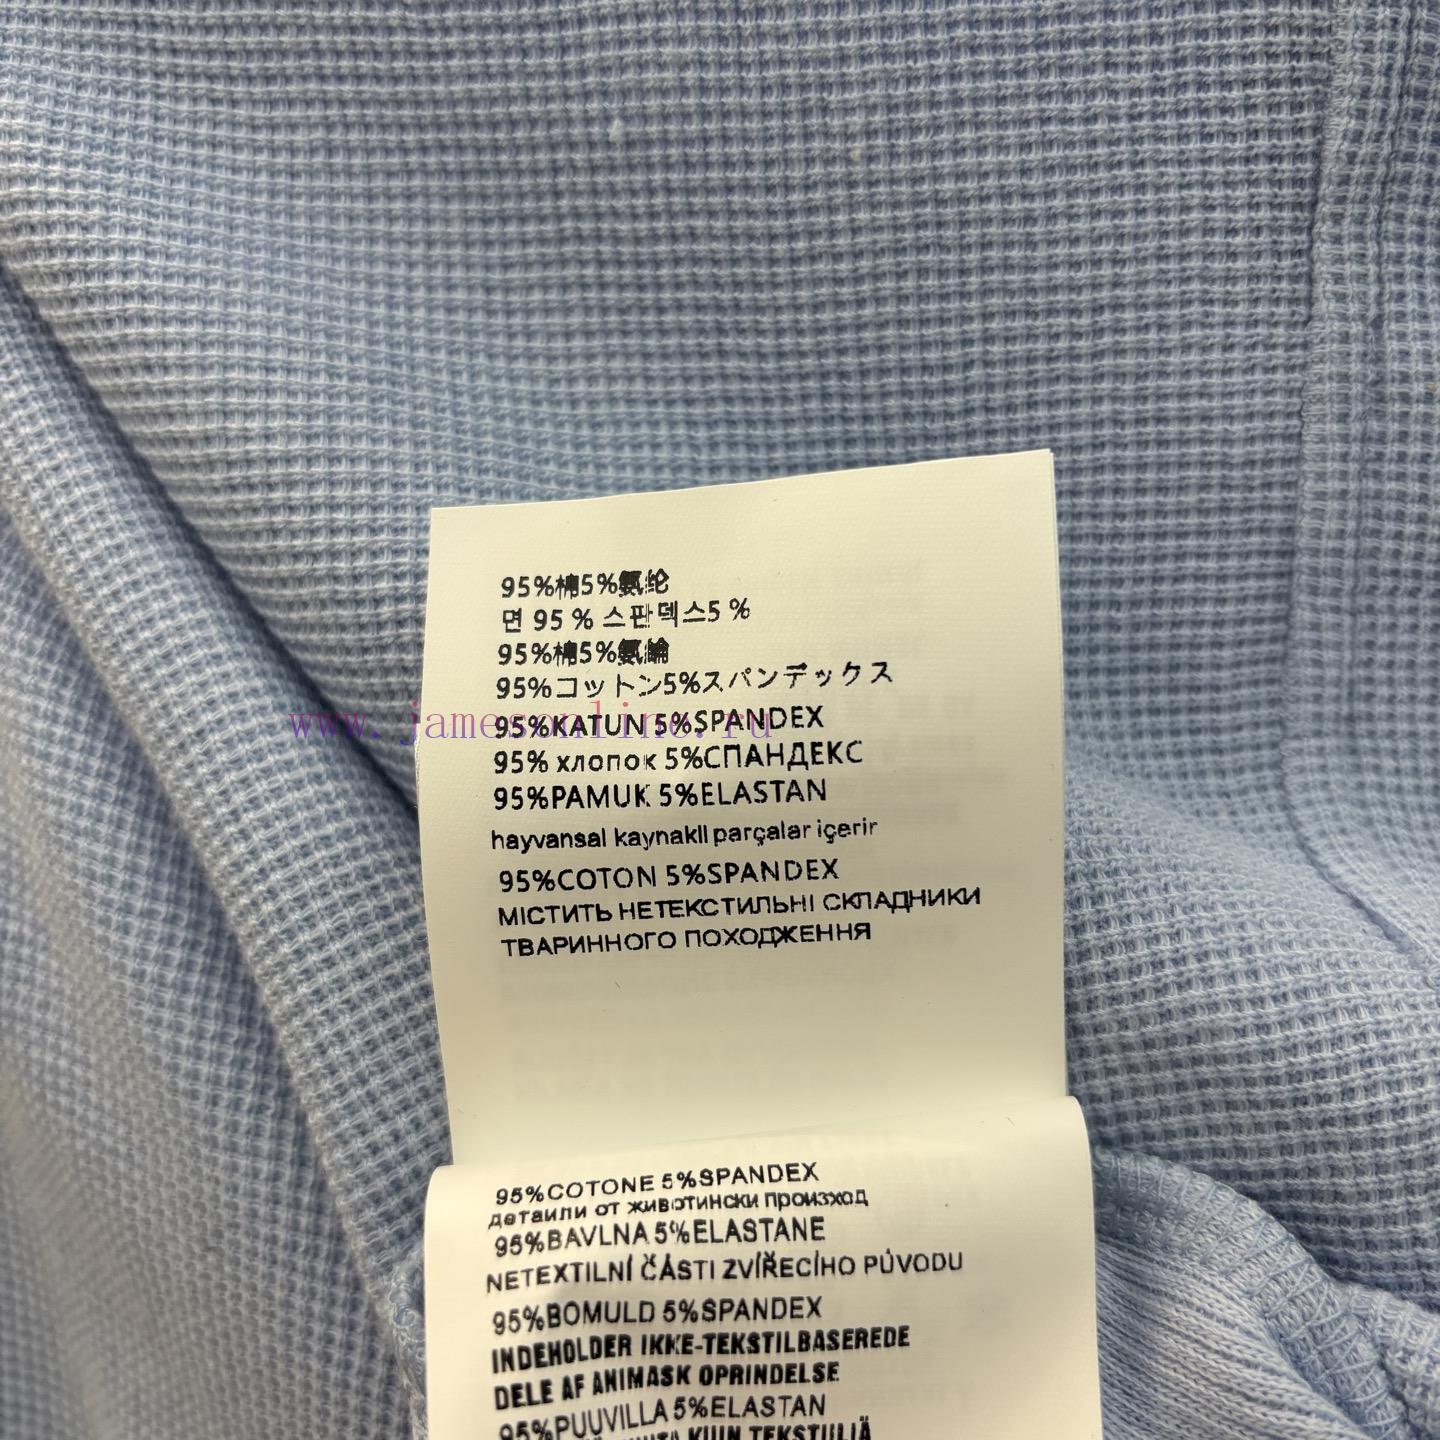 95%棉5%氨纶
면 95 % 스판덱스5 %
95%棉5%氨綸
95%コットン5%スパンデックス
www.jamesonline.ru
95%KATUN 5%SPANDEX
95% хлопок 5%СПАНДЕКС
95%PAMUK 5%ELASTAN
hayvansal kaynaklı parçalar içerir
95%COTON 5%SPANDEX
МІСТИТЬ НЕТЕКСТИЛЬНІ СКЛАДНИКИ
ТВАРИННОГО ПОХОДЖЕННЯ
95%COTONE 5%SPANDEX
детаили от животински произход
95%BAVLNA 5%ELASTANE
NETEXTILNÍ ČÁSTI ZVÍŘECÍHO PŮVODU
95%BOMULD 5%SPANDEX
INDEHOLDER IKKE-TEKSTILBASEREDE
DELE AF ANIMASK OPRINDELSE
95%PUUVILLA 5%ELASTAN
KUIN TEKSTIILIÄ